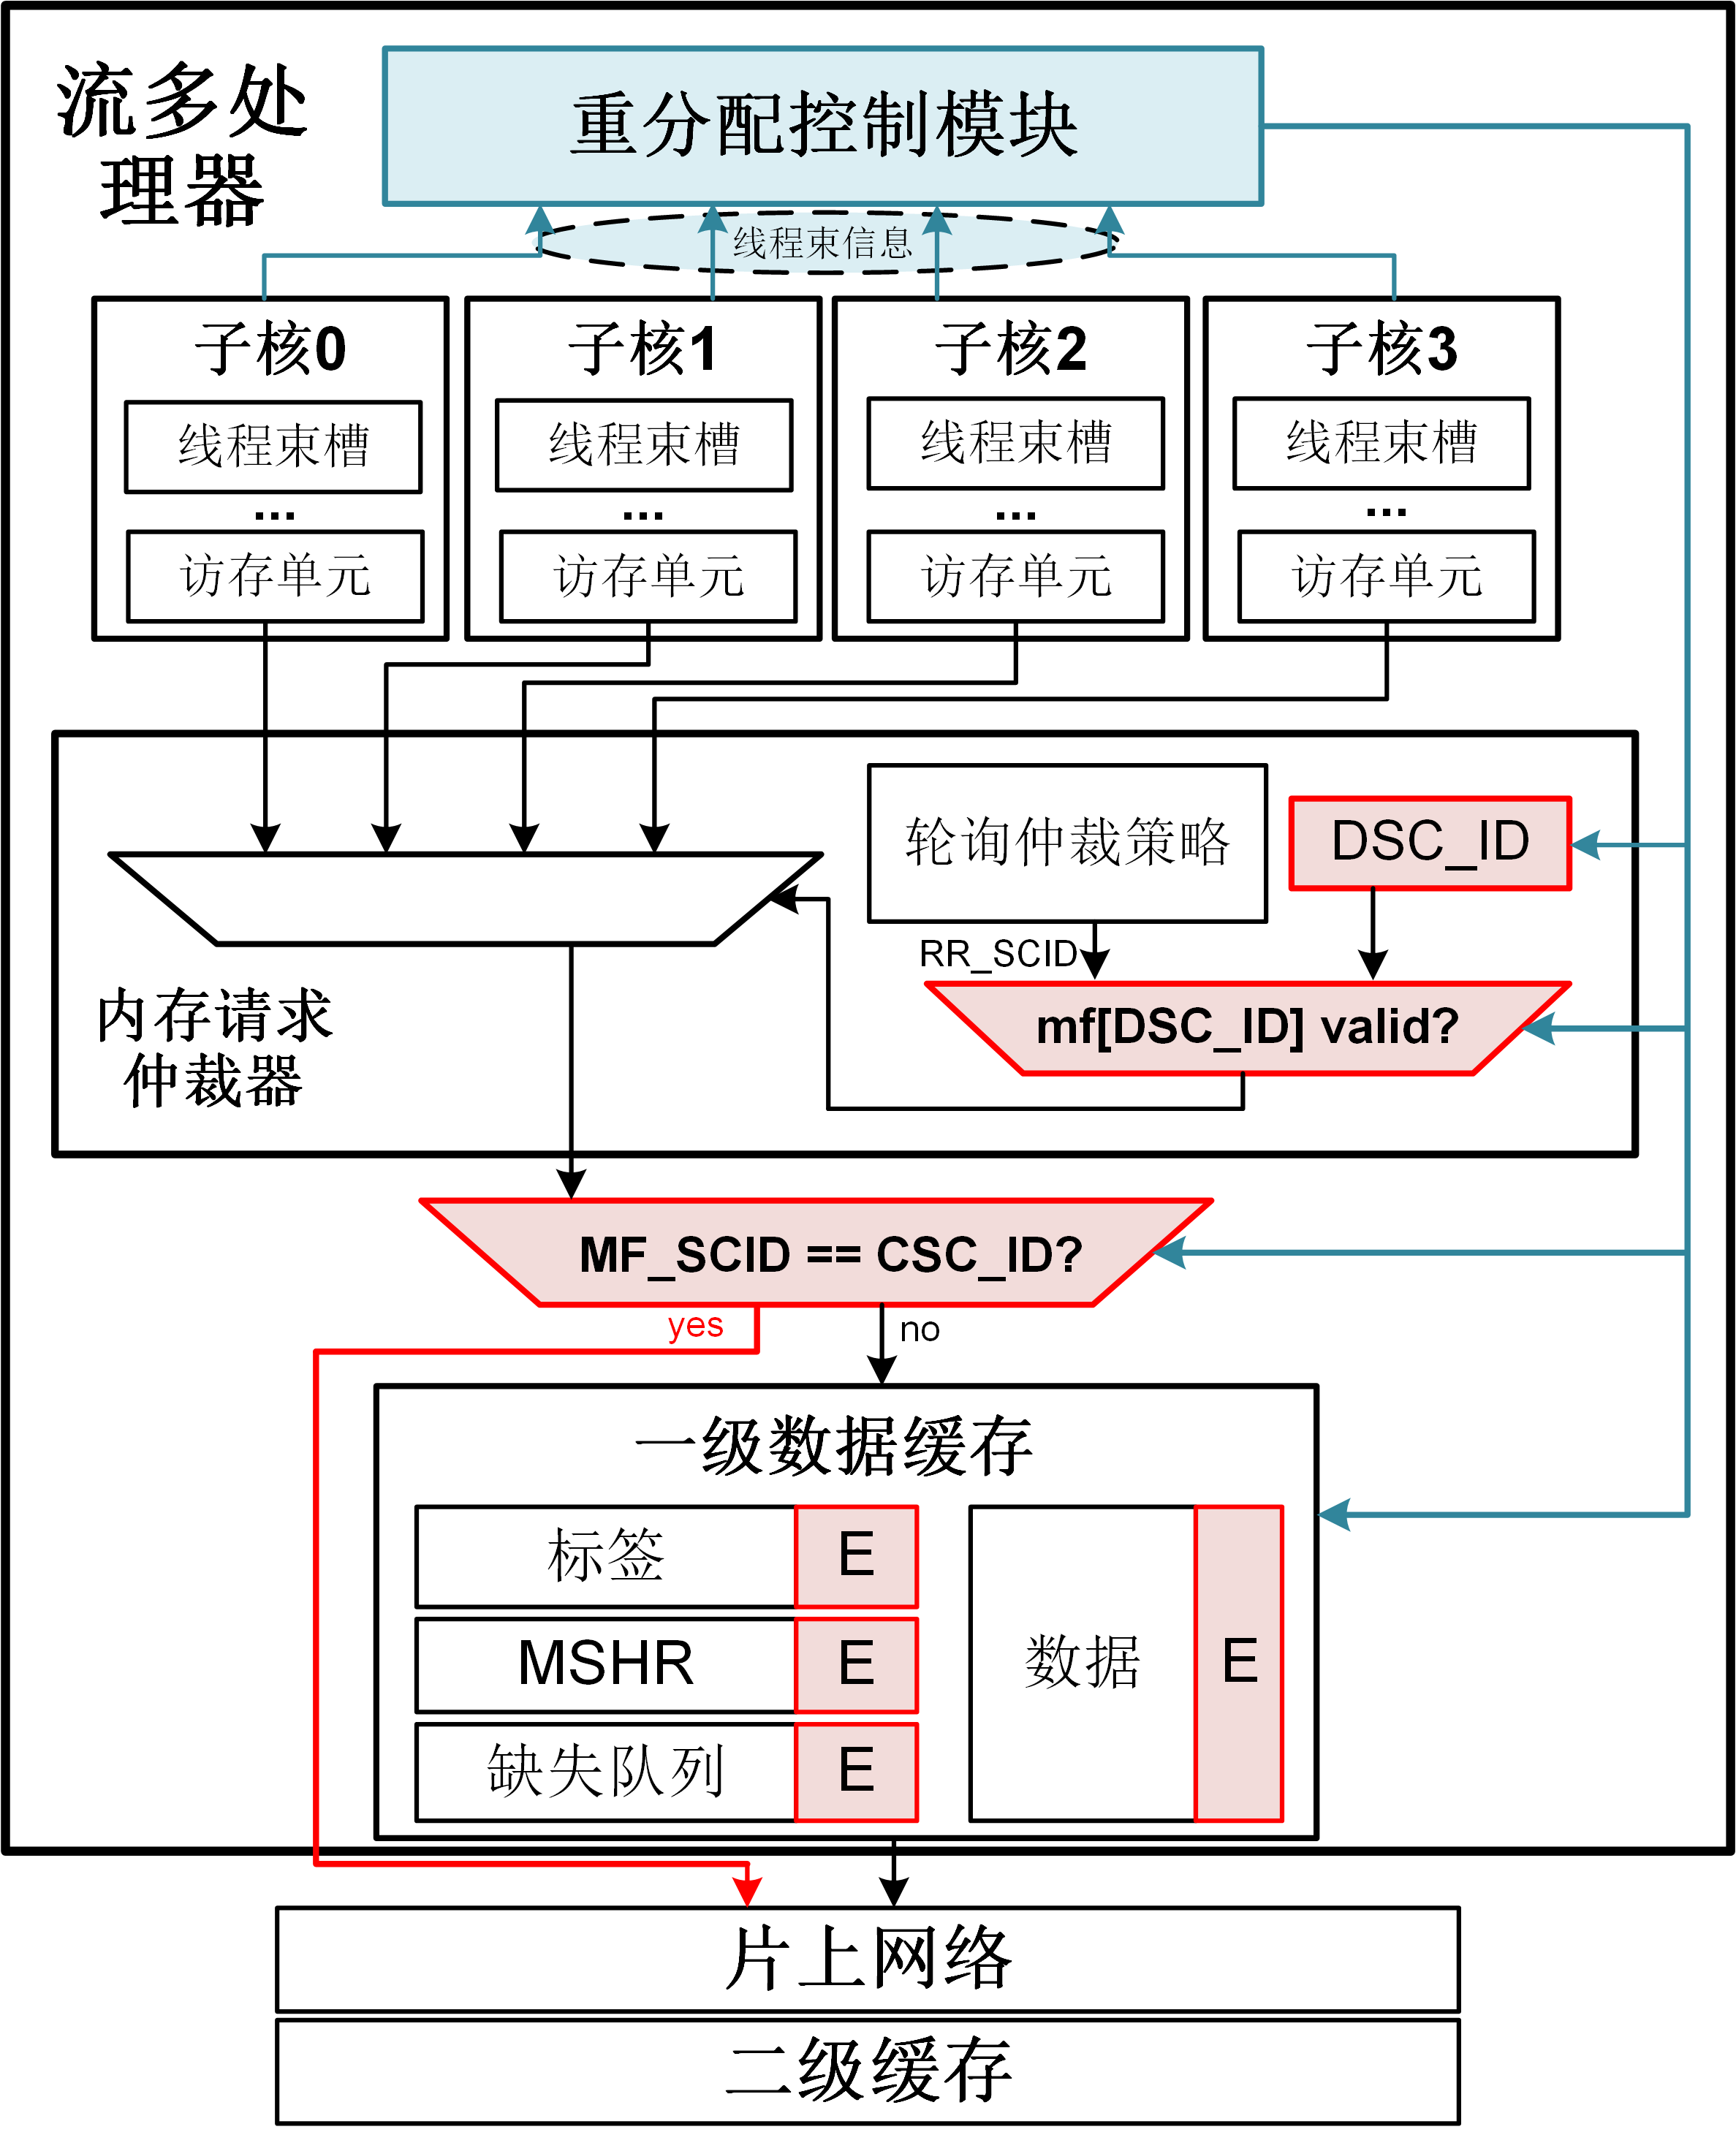 流多处
理器
重分配控制模块
线程束信息
子核0
子核1
子核2
子核3
线程束槽
线程束槽
线程束槽
线程束槽
...
...
...
...
访存单元
访存单元
访存单元
访存单元
轮询仲裁策略
DSC_ID
RR_SCID
mf[DSC_ID] valid?
内存请求
仲裁器
MF_SCID == CSC_ID?
yes
no
一级数据缓存
标签
E
MSHR
E
缺失队列
E
数据
E
片上网络
二级缓存